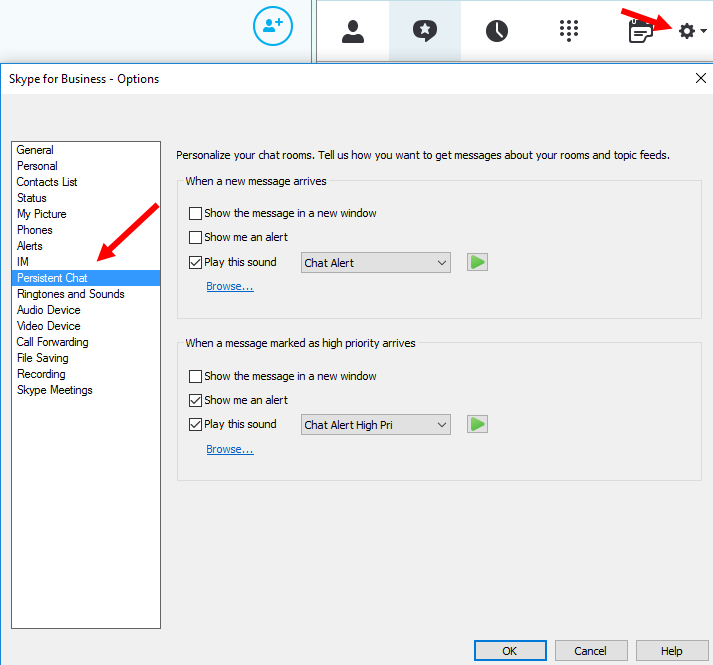 Skype for Business - Options
General
Personal
Contacts List
Status
My Picture
Phones
Alerts
IM
Persistent Chat
Ringtones and Sounds
Audio Device
Video Device
Call Forwarding
File Saving
Recording
Skype Meetings
Personalize your chat rooms. Tell us how you want to get messages about your rooms and topic feeds.
When a new message arrives
Show the message in a new window
Show me an alert
Play this sound Chat Alert
Browse...
When a message marked as high priority arrives
Show the message in a new window
Show me an alert
Play this sound Chat Alert High Pri
Browse...
OK Cancel Help